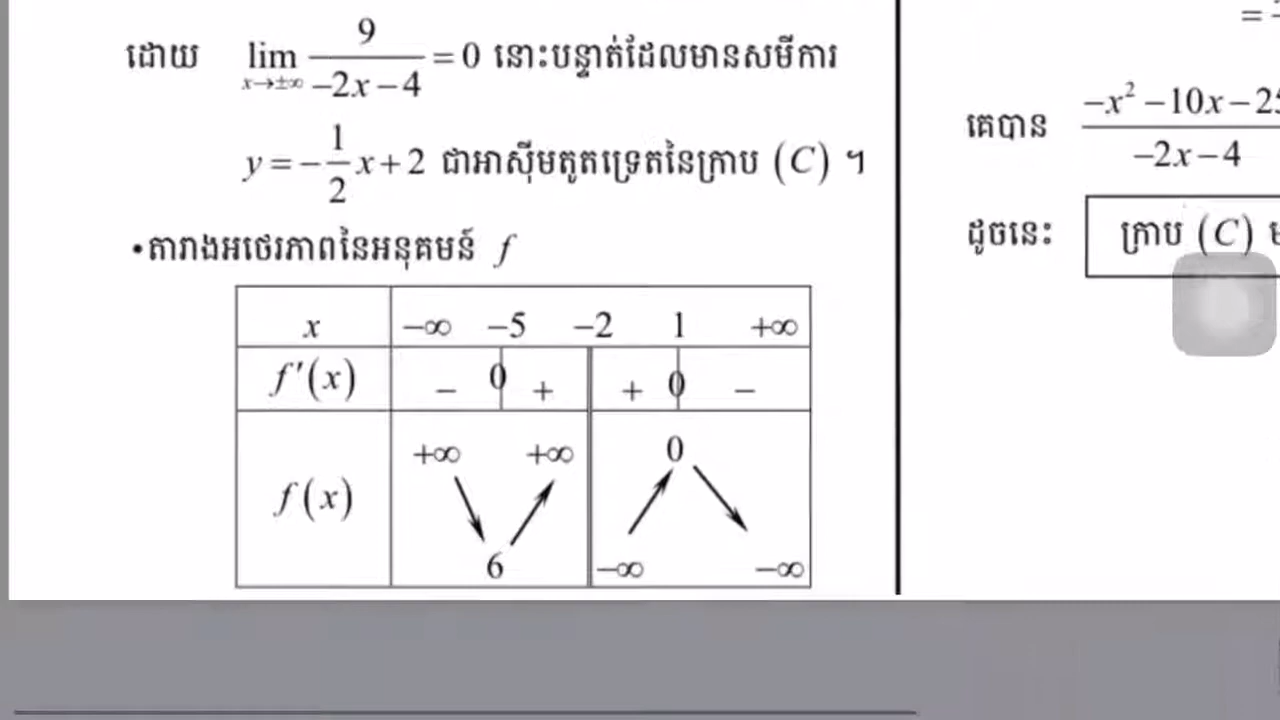 ដោយ lim x→±∞ 9/(−2x−4) = 0 នោះបន្ទាត់ដែលមានសមីការ
y = −1/2 x + 2 ជាអាស៊ីមតូតទ្រេតនៃក្រាប (C) ។
•តារាងអថេរភាពនៃអនុគមន៍ f
x −∞ −5 −2 1 +∞
f′(x) − 0 + + 0 −
+∞ +∞ 0
f(x)
6 −∞ −∞
គេបាន −x² −10x −25
−2x −4
ដូចនេះ ក្រាប (C)